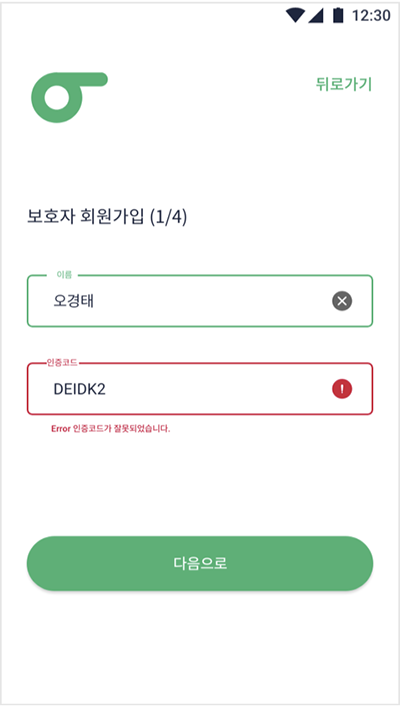 12:30
뒤로가기
보호자 회원가입 (1/4)
이름
오경태
인증코드
DEIDK2
Error 인증코드가 잘못되었습니다.
다음으로